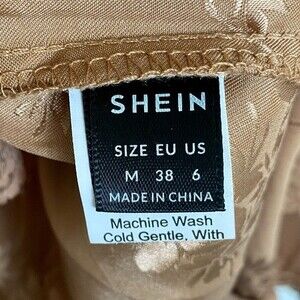 SHEIN
SIZE EU US
M 38 6
MADE IN CHINA
Machine Wash
Cold Gentle, With